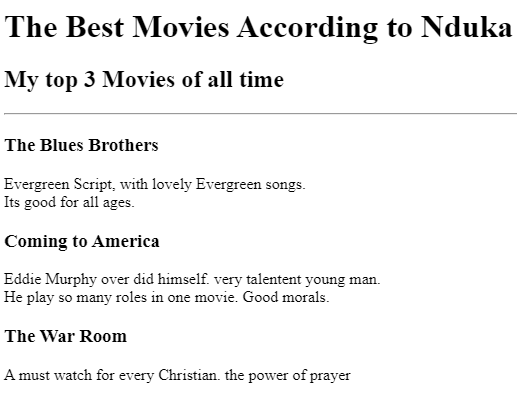 The Best Movies According to Nduka
My top 3 Movies of all time
The Blues Brothers
Evergreen Script, with lovely Evergreen songs.
Its good for all ages.
Coming to America
Eddie Murphy over did himself. very talentent young man.
He play so many roles in one movie. Good morals.
The War Room
A must watch for every Christian. the power of prayer